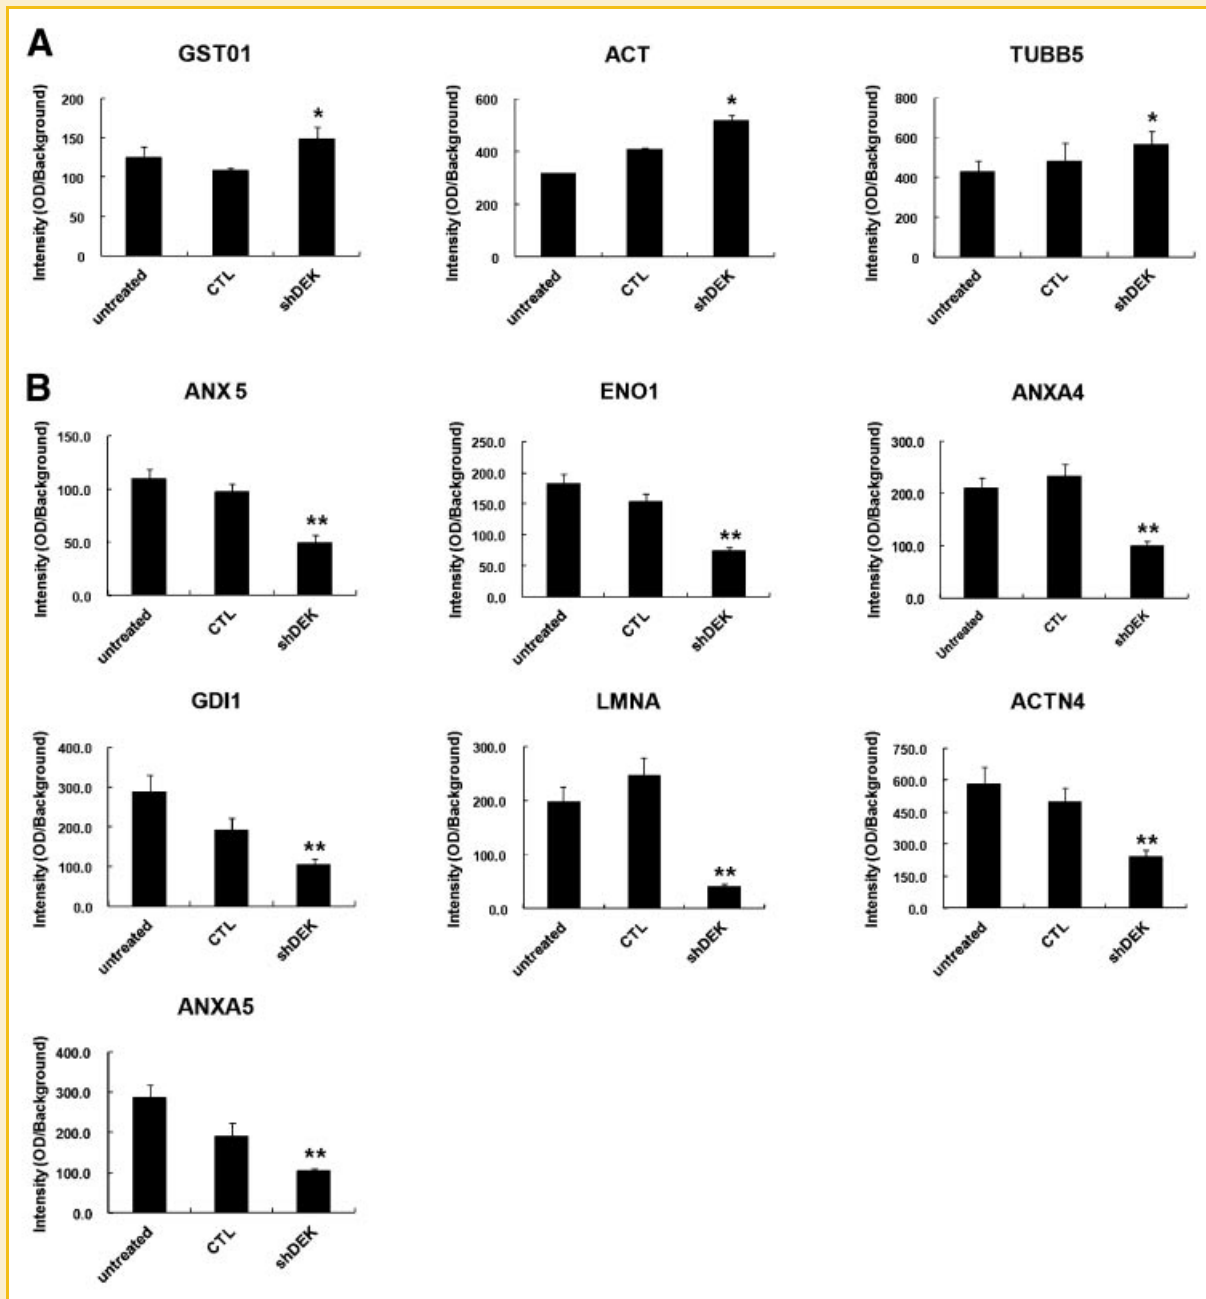 A
GST01
ACT
TUBB5
Intensity (OD/Background)
200
150
100
50
0
*
untreated
CTL
shDEK
Intensity (OD/Background)
600
400
200
0
*
untreated
CTL
shDEK
Intensity (OD/Background)
800
600
400
200
0
*
untreated
CTL
shDEK
B
ANX 5
ENO1
ANXA4
Intensity (OD/Background)
150.0
100.0
50.0
0.0
**
untreated
CTL
shDEK
Intensity (OD/Background)
250.0
200.0
150.0
100.0
50.0
0.0
**
untreated
CTL
shDEK
Intensity (OD/Background)
300.0
200.0
100.0
0.0
**
Untreated
CTL
shDEK
GDI1
LMNA
ACTN4
Intensity (OD/Background)
400.0
300.0
200.0
100.0
0.0
**
untreated
CTL
shDEK
Intensity (OD/Background)
300.0
200.0
100.0
0.0
**
untreated
CTL
shDEK
Intensity (OD/Background)
750.0
600.0
450.0
300.0
150.0
0.0
**
untreated
CTL
shDEK
ANXA5
Intensity (OD/Background)
400.0
300.0
200.0
100.0
0.0
**
untreated
CTL
shDEK